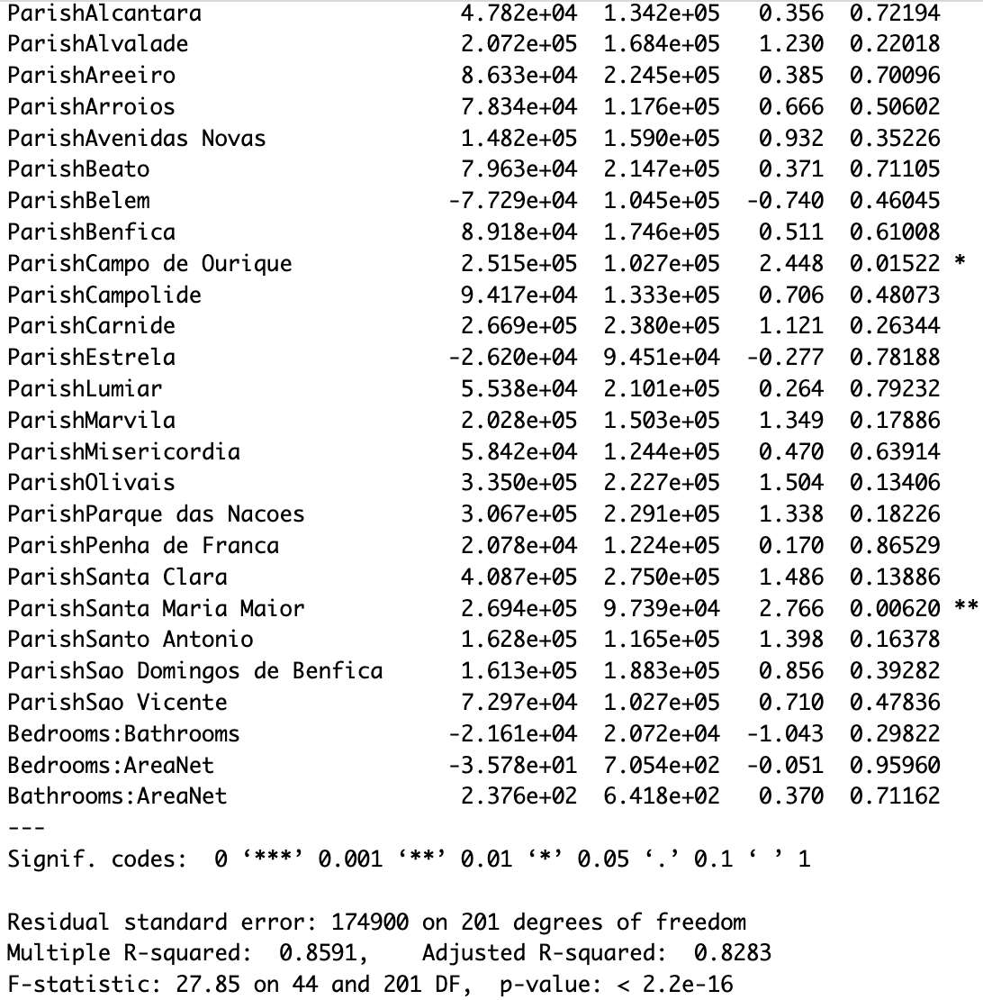 ParishAlcantara 4.782e+04 1.342e+05 0.356 0.72194
ParishAlvalade 2.072e+05 1.684e+05 1.230 0.22018
ParishAreeiro 8.633e+04 2.245e+05 0.385 0.70096
ParishArroios 7.834e+04 1.176e+05 0.666 0.50602
ParishAvenidas Novas 1.482e+05 1.590e+05 0.932 0.35226
ParishBeato 7.963e+04 2.147e+05 0.371 0.71105
ParishBelem -7.729e+04 1.045e+05 -0.740 0.46045
ParishBenfica 8.918e+04 1.746e+05 0.511 0.61008
ParishCampo de Ourique 2.515e+05 1.027e+05 2.448 0.01522 *
ParishCampolide 9.417e+04 1.333e+05 0.706 0.48073
ParishCarnide 2.669e+05 2.380e+05 1.121 0.26344
ParishEstrela -2.620e+04 9.451e+04 -0.277 0.78188
ParishLumiar 5.538e+04 2.101e+05 0.264 0.79232
ParishMarvila 2.028e+05 1.503e+05 1.349 0.17886
ParishMisericordia 5.842e+04 1.244e+05 0.470 0.63914
ParishOlivais 3.350e+05 2.227e+05 1.504 0.13406
ParishParque das Nacoes 3.067e+05 2.291e+05 1.338 0.18226
ParishPenha de Franca 2.078e+04 1.224e+05 0.170 0.86529
ParishSanta Clara 4.087e+05 2.750e+05 1.486 0.13886
ParishSanta Maria Maior 2.694e+05 9.739e+04 2.766 0.00620 **
ParishSanto Antonio 1.628e+05 1.165e+05 1.398 0.16378
ParishSao Domingos de Benfica 1.613e+05 1.883e+05 0.856 0.39282
ParishSao Vicente 7.297e+04 1.027e+05 0.710 0.47836
Bedrooms:Bathrooms -2.161e+04 2.072e+04 -1.043 0.29822
Bedrooms:AreaNet -3.578e+01 7.054e+02 -0.051 0.95960
Bathrooms:AreaNet 2.376e+02 6.418e+02 0.370 0.71162
---
Signif. codes: 0 ‘***’ 0.001 ‘**’ 0.01 ‘*’ 0.05 ‘.’ 0.1 ‘ ’ 1
Residual standard error: 174900 on 201 degrees of freedom
Multiple R-squared: 0.8591, Adjusted R-squared: 0.8283
F-statistic: 27.85 on 44 and 201 DF, p-value: < 2.2e-16